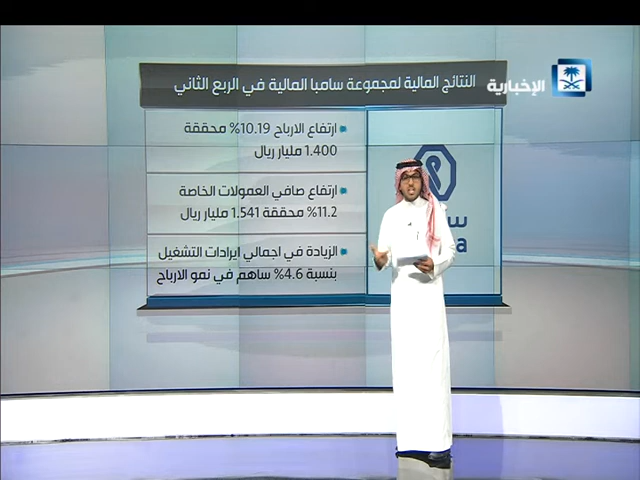 النتائج المالية لمجموعة سامبا المالية في الربع الثاني
الإخبارية
ارتفاع الارباح 10.19% محققة
1.400 مليار ريال
ارتفاع صافي العمولات الخاصة
11.2% محققة 1.541 مليار ريال
الزيادة في اجمالي ايرادات التشغيل
بنسبة 4.6% ساهم في نمو الارباح